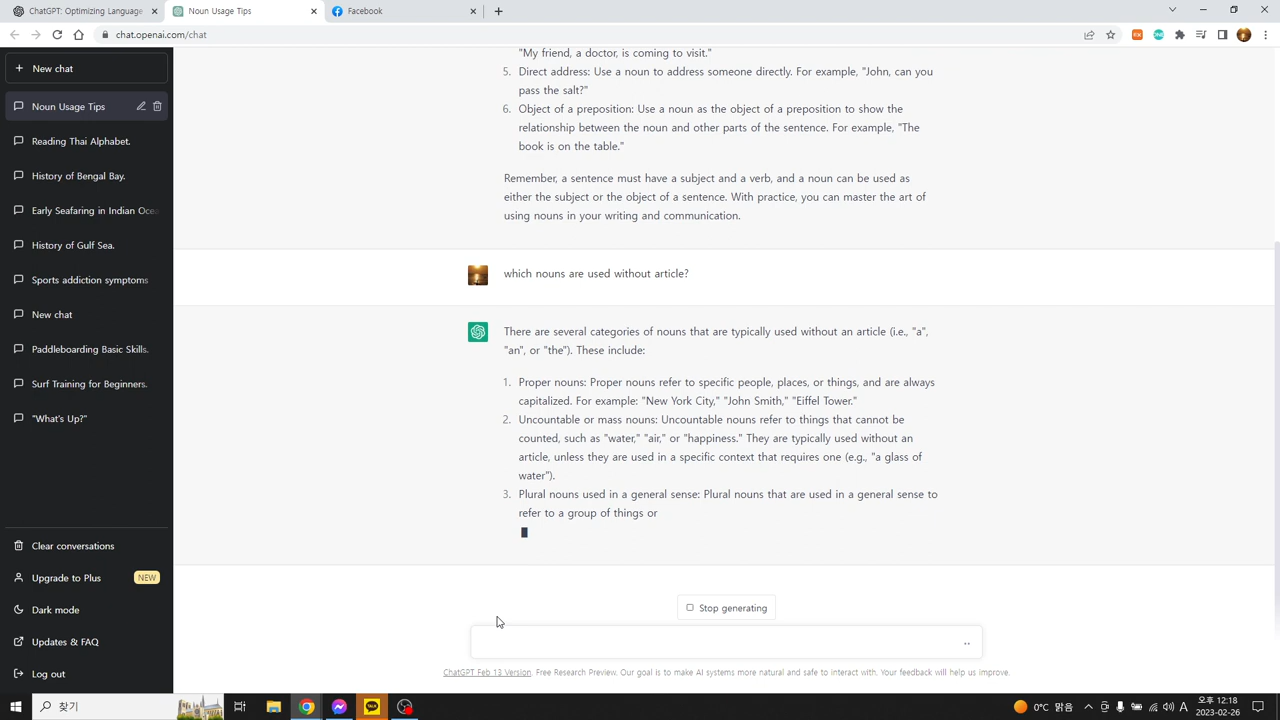 ChatGPT: Optimizing Language
Noun Usage Tips
Facebook
chat.openai.com/chat
New chat
Noun Usage Tips
Reading Thai Alphabet.
History of Bengal Bay.
Early Seafaring in Indian Ocea
History of Gulf Sea.
Sports addiction symptoms
New chat
Paddleboarding Basic Skills.
Surf Training for Beginners.
"What's Up?"
Clear conversations
Upgrade to Plus NEW
Dark mode
Updates & FAQ
Log out
"My friend, a doctor, is coming to visit."
5. Direct address: Use a noun to address someone directly. For example, "John, can you
pass the salt?"
6. Object of a preposition: Use a noun as the object of a preposition to show the
relationship between the noun and other parts of the sentence. For example, "The
book is on the table."
Remember, a sentence must have a subject and a verb, and a noun can be used as
either the subject or the object of a sentence. With practice, you can master the art of
using nouns in your writing and communication.
which nouns are used without article?
There are several categories of nouns that are typically used without an article (i.e., "a",
"an", or "the"). These include:
1. Proper nouns: Proper nouns refer to specific people, places, or things, and are always
capitalized. For example: "New York City," "John Smith," "Eiffel Tower."
2. Uncountable or mass nouns: Uncountable nouns refer to things that cannot be
counted, such as "water," "air," or "happiness." They are typically used without an
article, unless they are used in a specific context that requires one (e.g., "a glass of
water").
3. Plural nouns used in a general sense: Plural nouns that are used in a general sense to
refer to a group of things or
Stop generating
ChatGPT Feb 13 Version. Free Research Preview. Our goal is to make AI systems more natural and safe to interact with. Your feedback will help us improve.
찾기
TALK
0°C 맑음
A
오후 12:18
2023-02-26